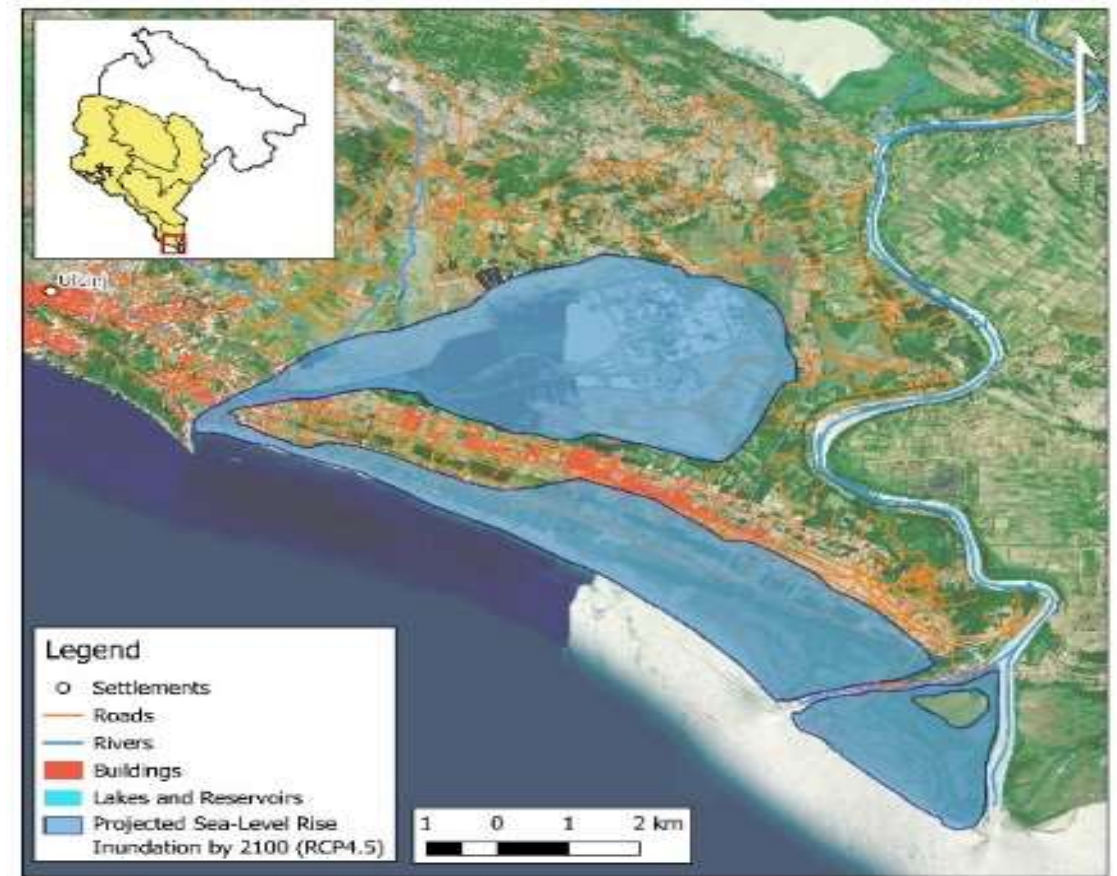 Ulcinj
Legend
Settlements
Roads
Rivers
Buildings
Lakes and Reservoirs
Projected Sea-Level Rise
Inundation by 2100 (RCP4.5)
1 0 1 2 km